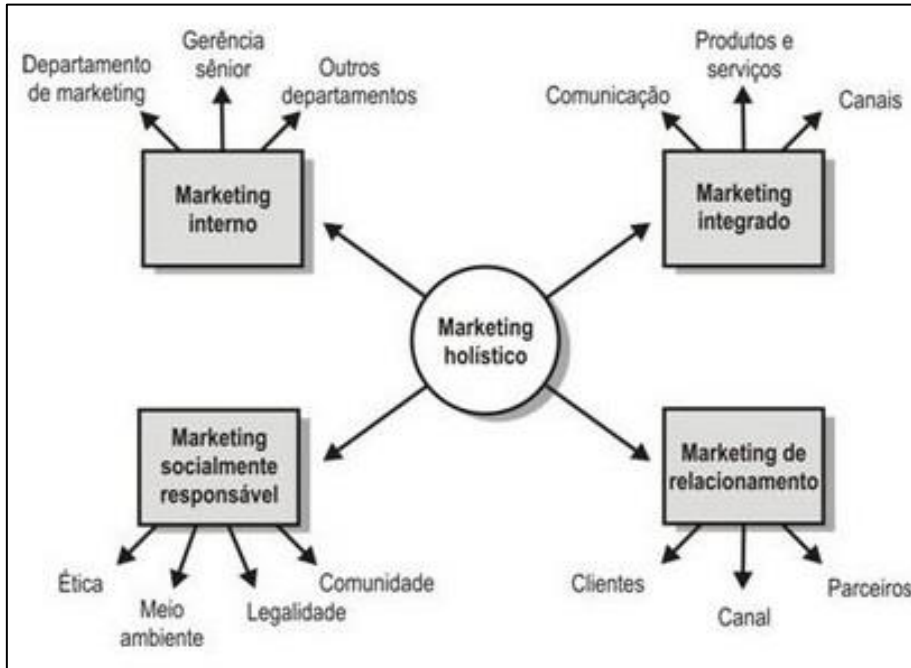 Departamento
de marketing
Gerência
sênior
Outros
departamentos
Marketing
interno
Comunicação
Produtos e
serviços
Canais
Marketing
integrado
Marketing
holístico
Marketing
socialmente
responsável
Ética
Meio
ambiente
Legalidade
Comunidade
Marketing de
relacionamento
Clientes
Canal
Parceiros